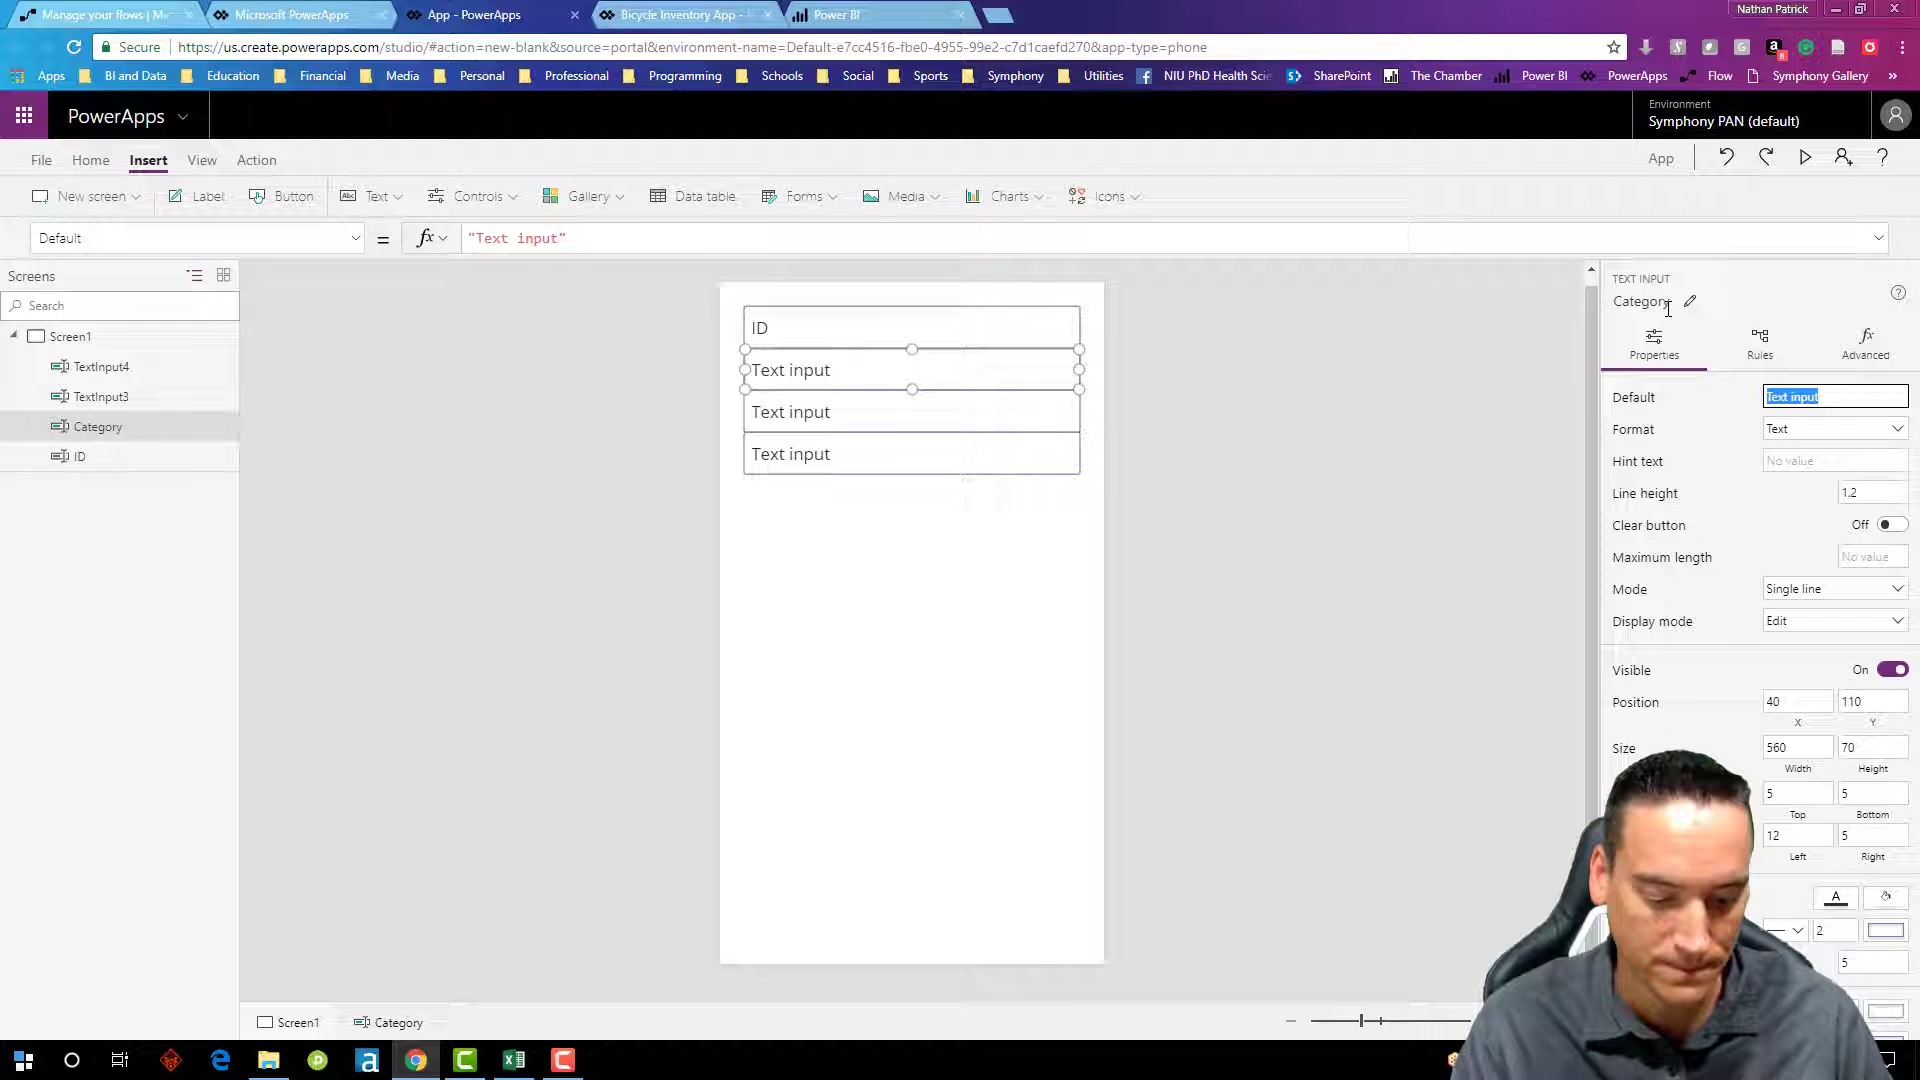 Manage your flows | Mi
Microsoft PowerApps
App - PowerApps
Bicycle Inventory App -
Power BI
Nathan Patrick
Secure
https://us.create.powerapps.com/studio/#action=new-blank&source=portal&environment-name=Default-e7cc4516-fbe0-4955-99e2-c7d1caefd270&app-type=phone
Apps
BI and Data
Education
Financial
Media
Personal
Professional
Programming
Schools
Social
Sports
Symphony
Utilities
NIU PhD Health Scie
SharePoint
The Chamber
Power BI
PowerApps
Flow
Symphony Gallery
»
PowerApps
Environment
Symphony PAN (default)
File
Home
Insert
View
Action
App
?
New screen
Label
Button
Text
Controls
Gallery
Data table
Forms
Media
Charts
Icons
Default
=
fx
"Text input"
Screens
Search
Screen1
TextInput4
TextInput3
Category
ID
ID
Text input
Text input
Text input
TEXT INPUT
Category
Properties
Rules
Advanced
Default
Text input
Format
Text
Hint text
No value
Line height
1.2
Clear button
Off
Maximum length
No value
Mode
Single line
Display mode
Edit
Visible
On
Position
40
110
X
Y
Size
560
70
Width
Height
5
5
Top
Bottom
12
5
Left
Right
A
2
5
Screen1
Category